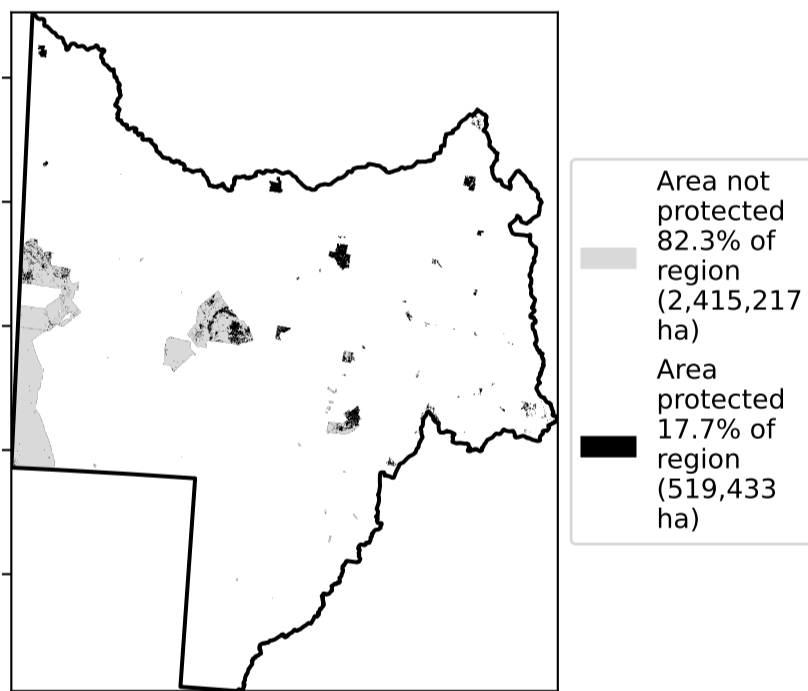 Area not
protected
82.3% of
region
(2,415,217
ha)
Area
protected
17.7% of
region
(519,433
ha)